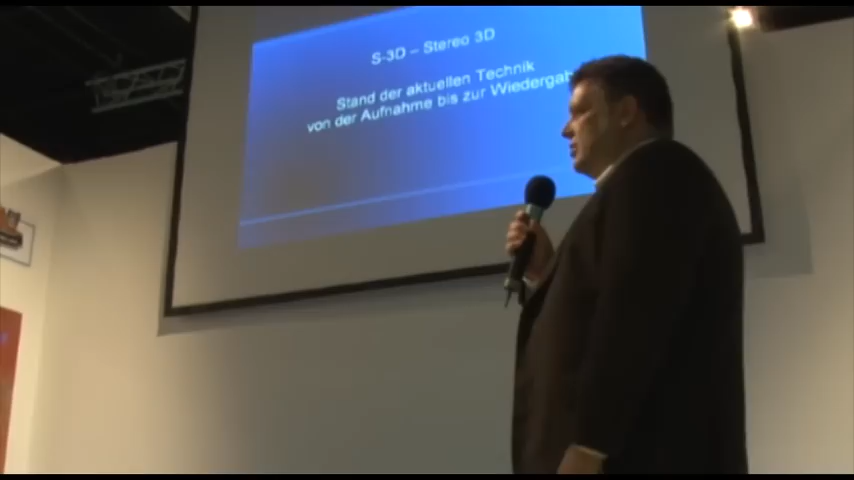 S-3D – Stereo 3D
Stand der aktuellen Technik
von der Aufnahme bis zur Wiedergabe